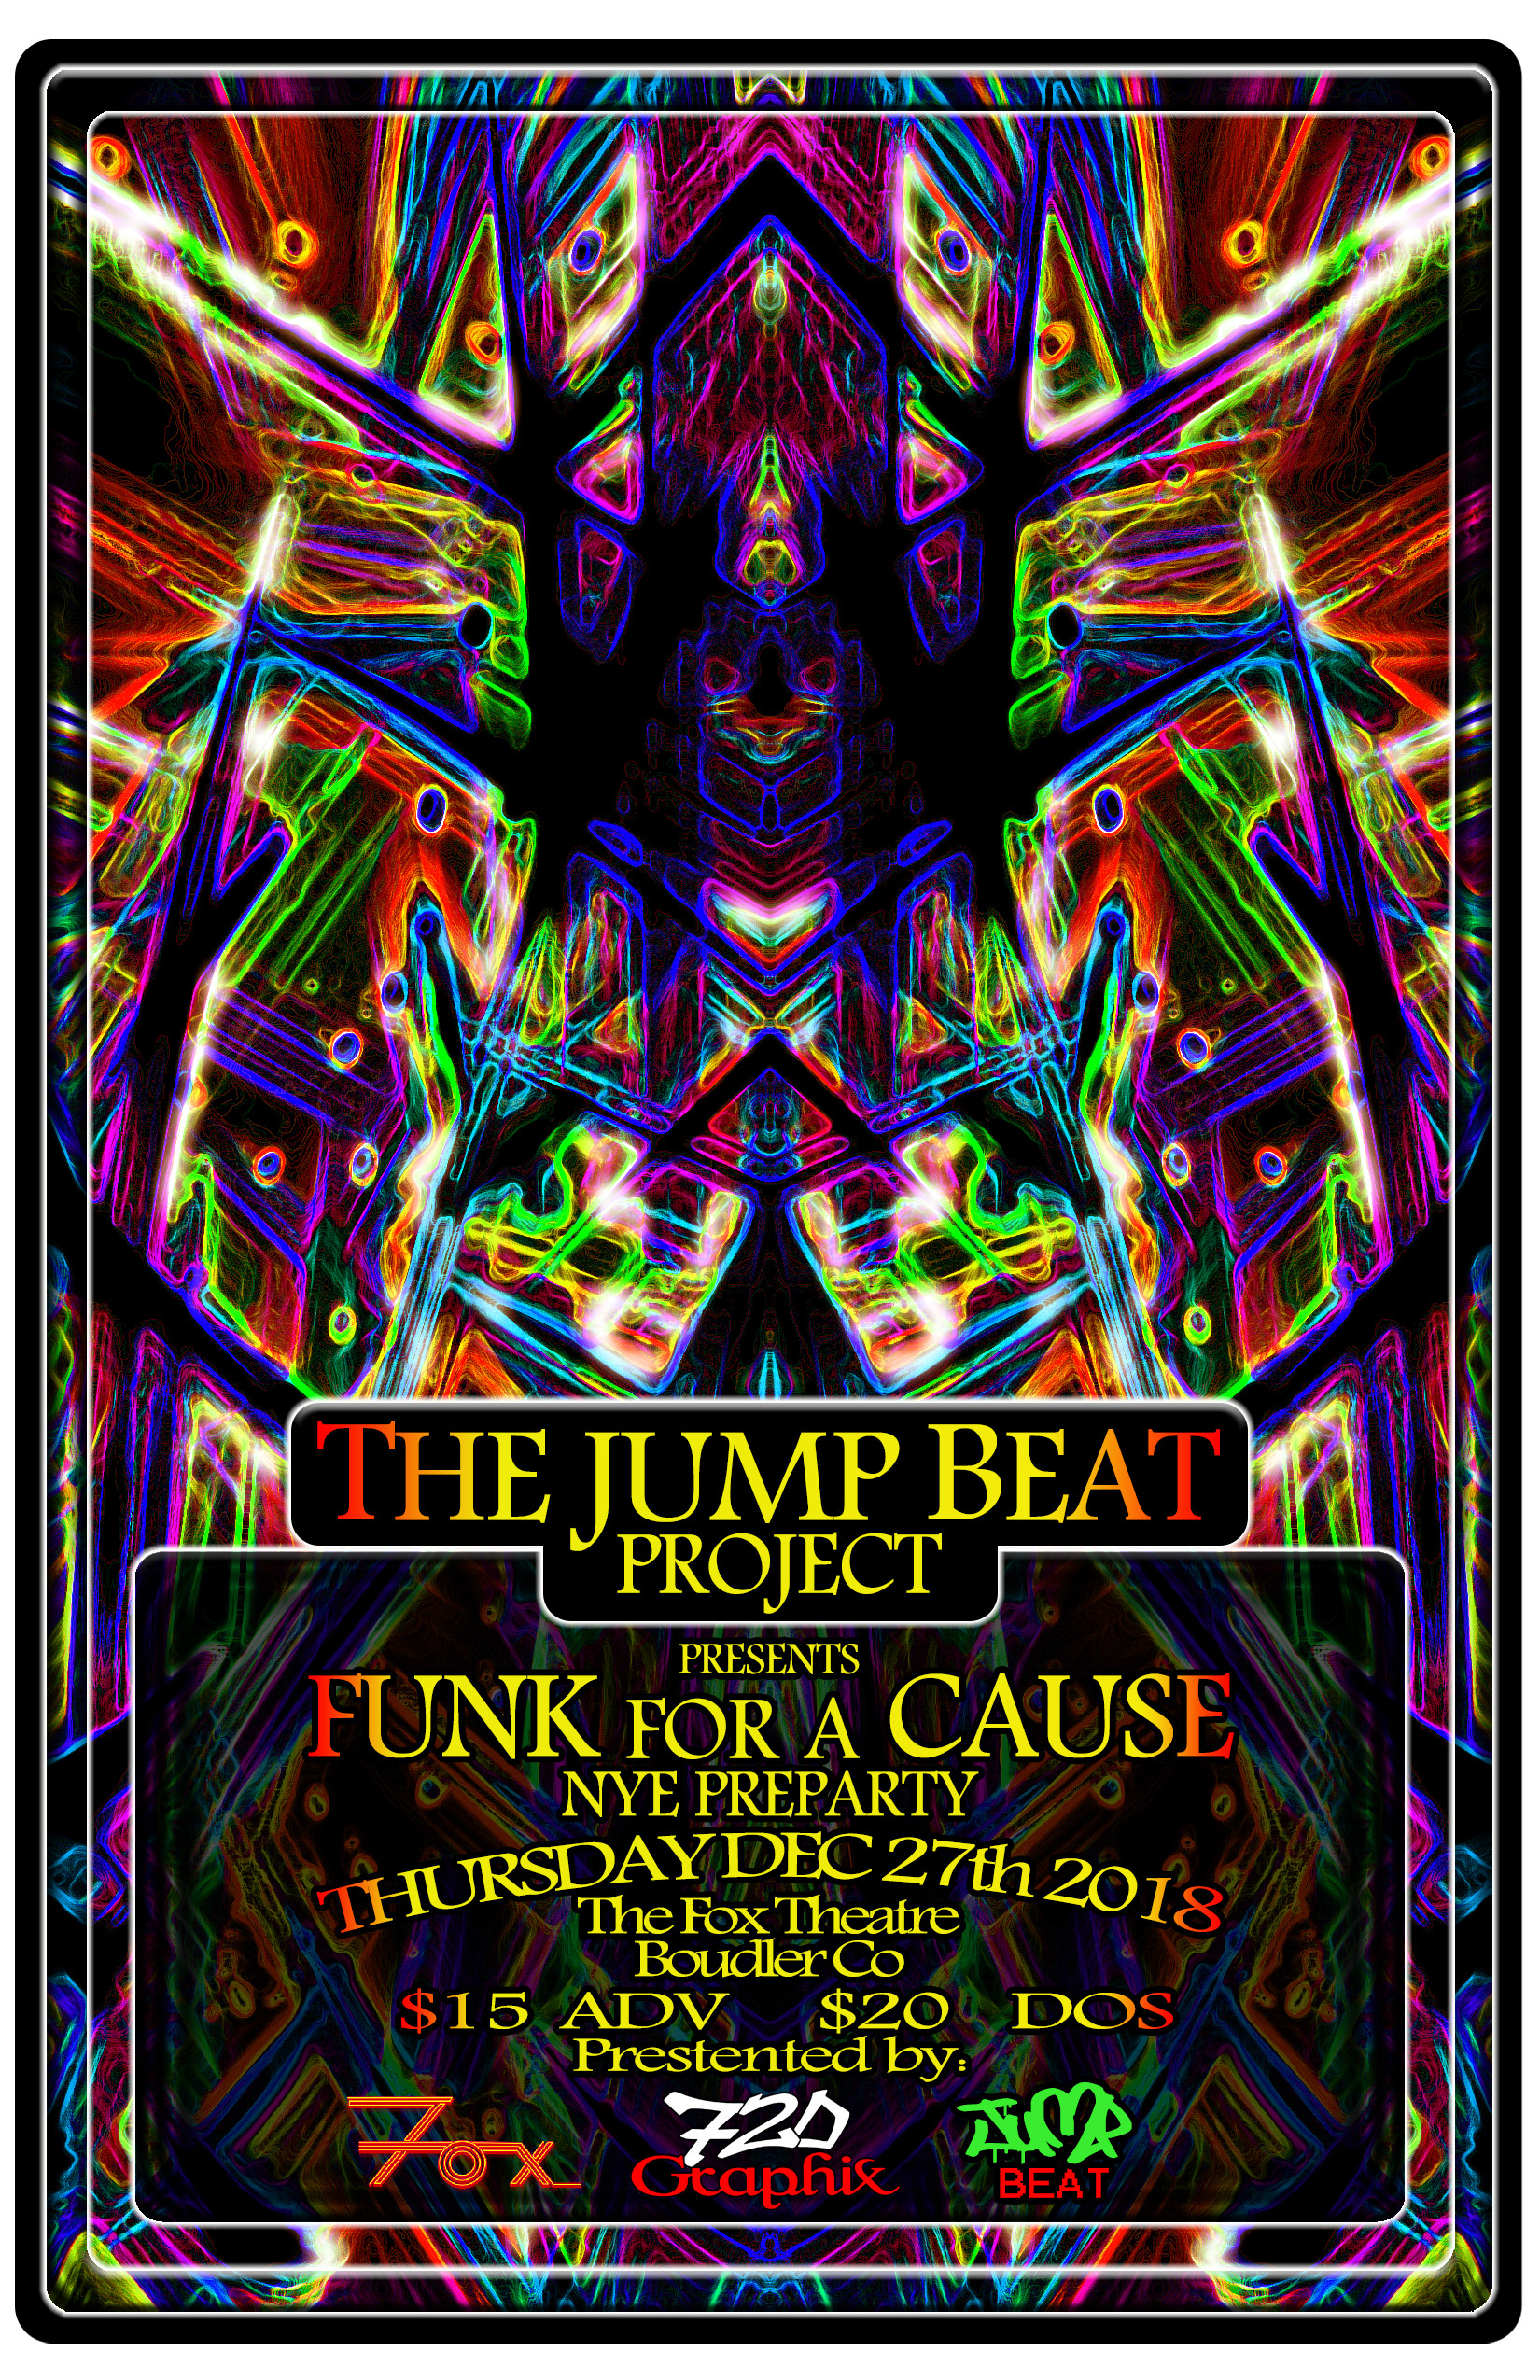 The Jump Beat
Project
Presents
Funk for a Cause
NYE Preparty
Thursday Dec 27th 2018
The Fox Theatre
Boudler Co
$15 ADV $20 DOS
Prestented by:
Fox
720
Graphix
JUMP
BEAT